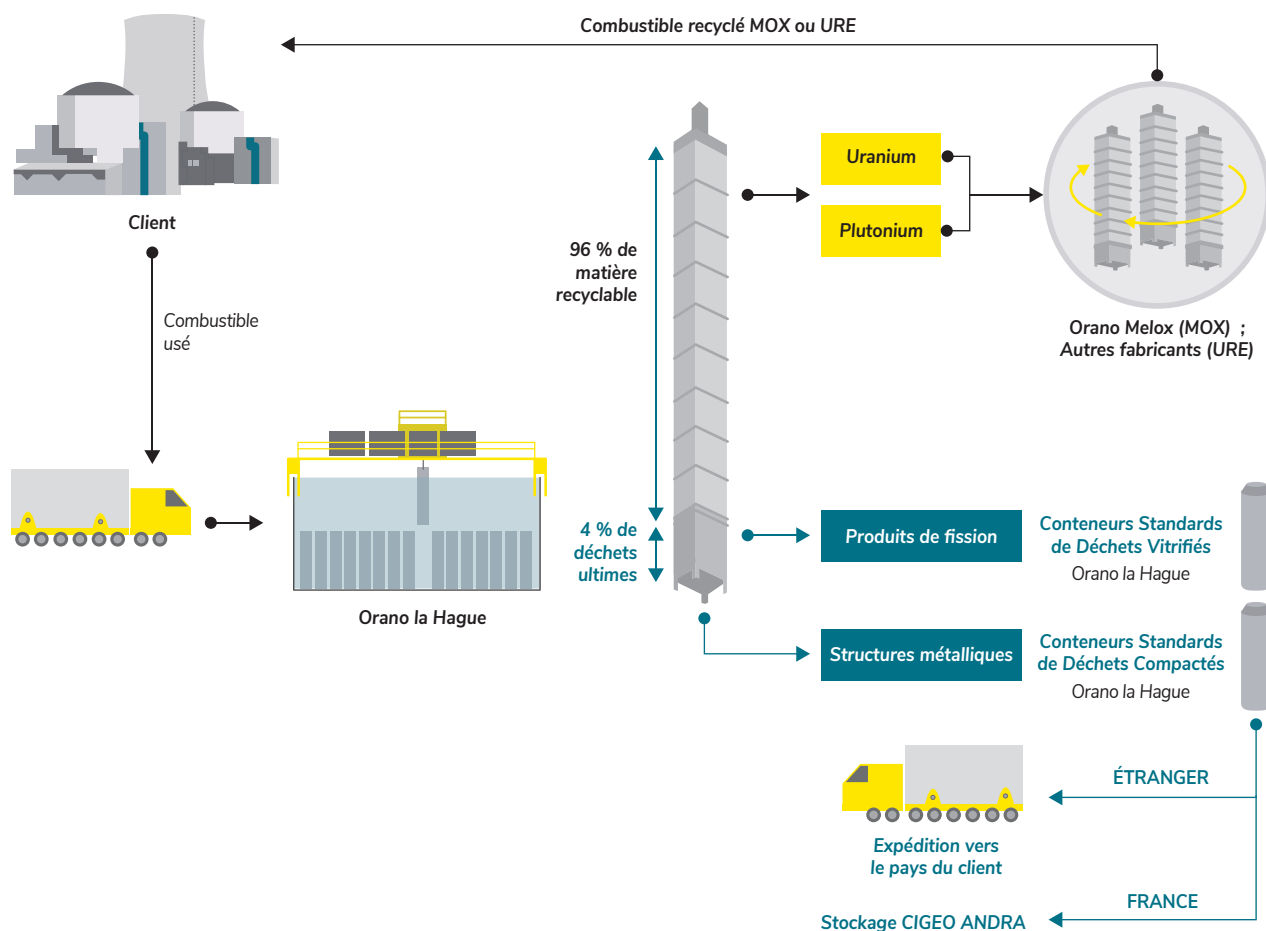 Combustible recyclé MOX ou URE
Client
Combustible
usé
Orano la Hague
96 % de
matière
recyclable
4 % de
déchets
ultimes
Uranium
Plutonium
Orano Melox (MOX) ;
Autres fabricants (URE)
Produits de fission
Conteneurs Standards
de Déchets Vitrifiés
Orano la Hague
Structures métalliques
Conteneurs Standards
de Déchets Compactés
Orano la Hague
ÉTRANGER
Expédition vers
le pays du client
FRANCE
Stockage CIGEO ANDRA